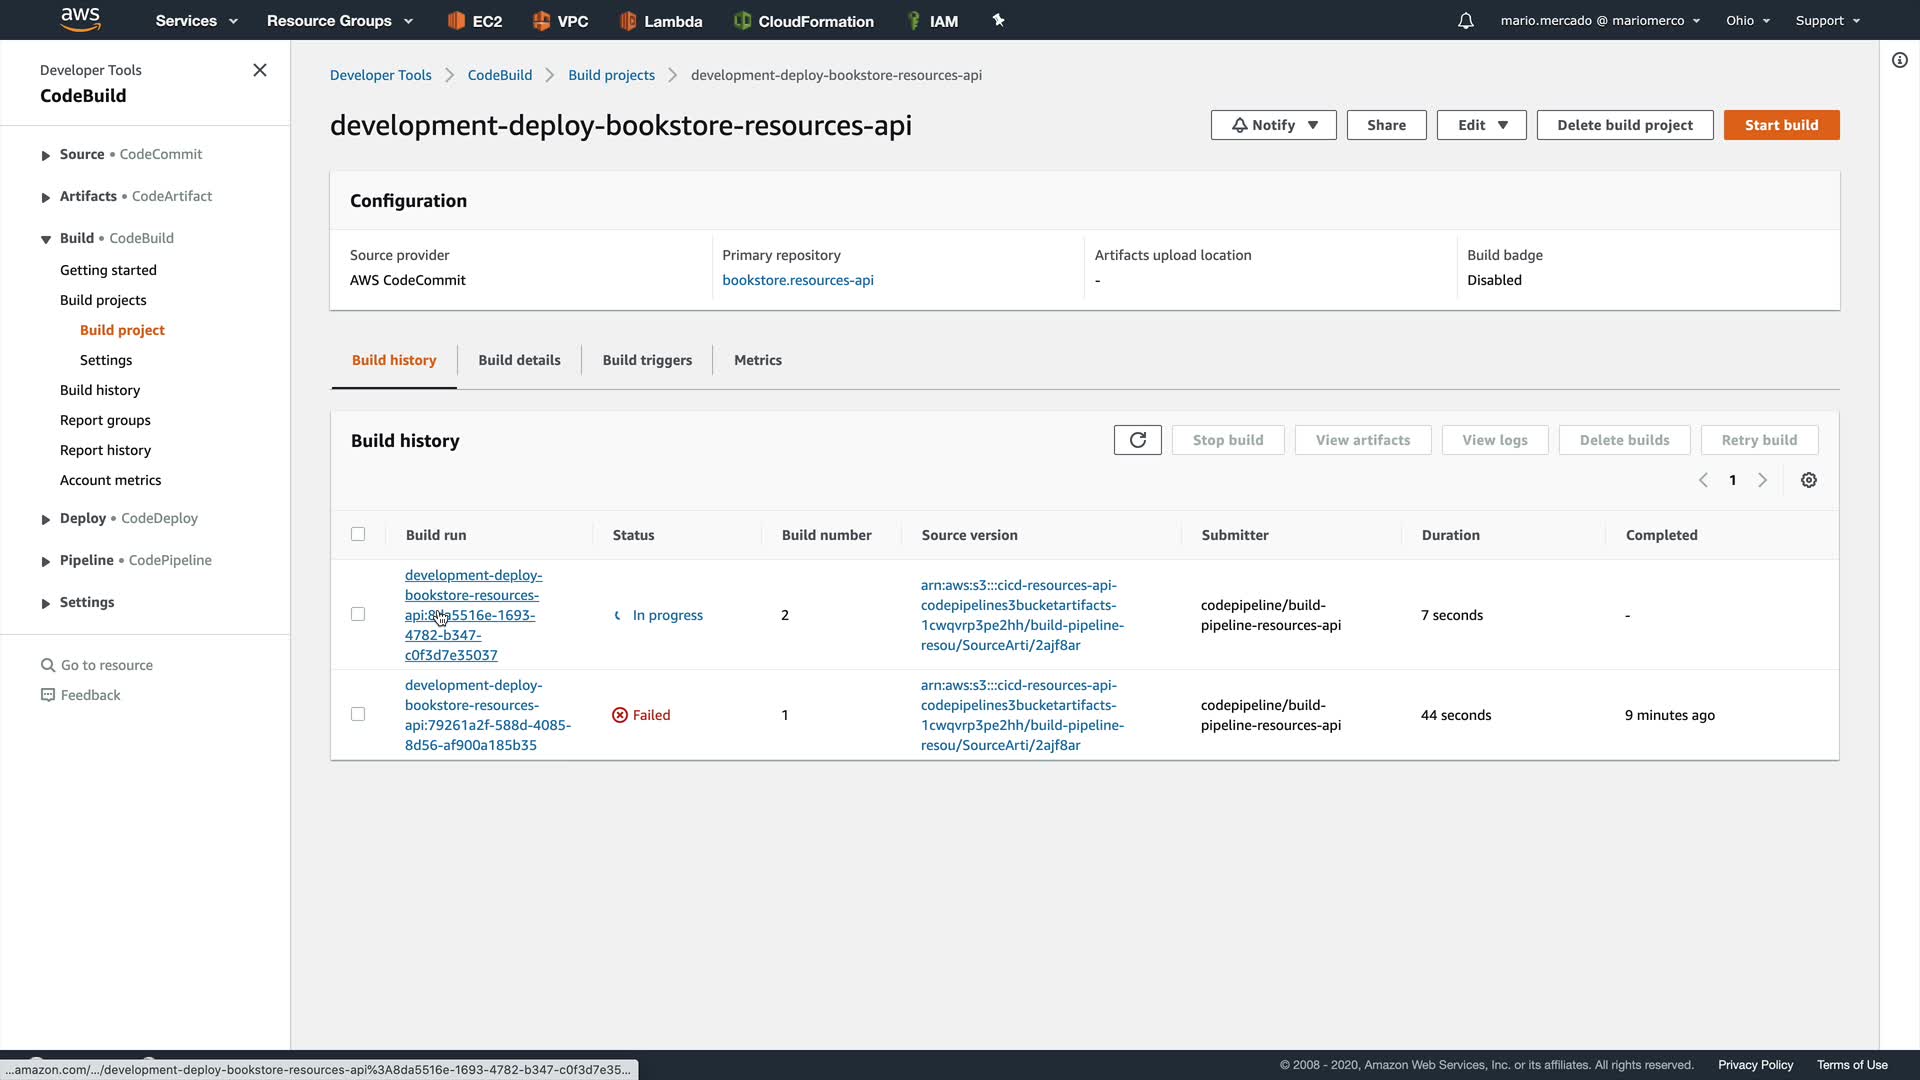 aws
Services
Resource Groups
EC2
VPC
Lambda
CloudFormation
IAM
mario.mercado @ mariomerco
Ohio
Support
Developer Tools
CodeBuild
Source • CodeCommit
Artifacts • CodeArtifact
Build • CodeBuild
Getting started
Build projects
Build project
Settings
Build history
Report groups
Report history
Account metrics
Deploy • CodeDeploy
Pipeline • CodePipeline
Settings
Go to resource
Feedback
Developer Tools
CodeBuild
Build projects
development-deploy-bookstore-resources-api
development-deploy-bookstore-resources-api
Notify
Share
Edit
Delete build project
Start build
Configuration
Source provider
AWS CodeCommit
Primary repository
bookstore.resources-api
Artifacts upload location
-
Build badge
Disabled
Build history
Build details
Build triggers
Metrics
Build history
Stop build
View artifacts
View logs
Delete builds
Retry build
1
Build run
Status
Build number
Source version
Submitter
Duration
Completed
development-deploy-
bookstore-resources-
api:8da5516e-1693-
4782-b347-
c0f3d7e35037
In progress
2
arn:aws:s3:::cicd-resources-api-
codepipelines3bucketartifacts-
1cwqvrp3pe2hh/build-pipeline-
resou/SourceArti/2ajf8ar
codepipeline/build-
pipeline-resources-api
7 seconds
-
development-deploy-
bookstore-resources-
api:79261a2f-588d-4085-
8d56-af900a185b35
Failed
1
arn:aws:s3:::cicd-resources-api-
codepipelines3bucketartifacts-
1cwqvrp3pe2hh/build-pipeline-
resou/SourceArti/2ajf8ar
codepipeline/build-
pipeline-resources-api
44 seconds
9 minutes ago
...amazon.com/.../development-deploy-bookstore-resources-api%3A8da5516e-1693-4782-b347-c0f3d7e35...
© 2008 - 2020, Amazon Web Services, Inc. or its affiliates. All rights reserved.
Privacy Policy
Terms of Use